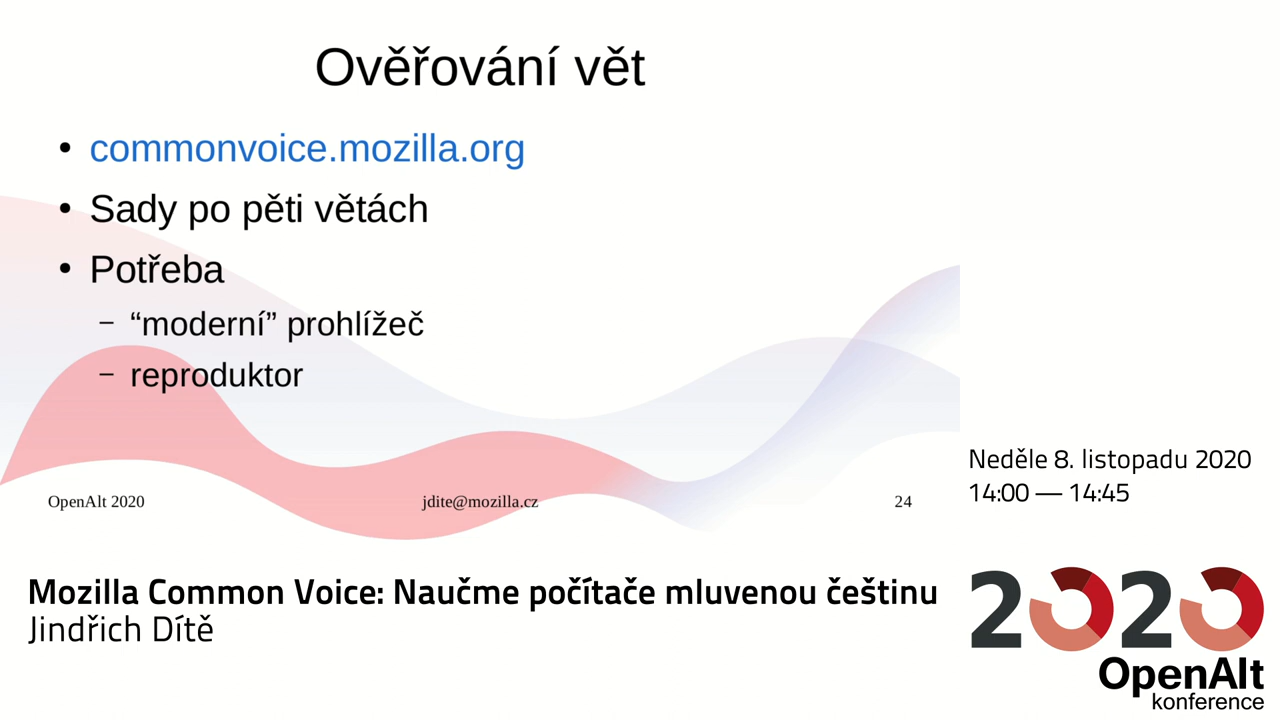 Ověřování vět
• commonvoice.mozilla.org
• Sady po pěti větách
• Potřeba
– “moderní” prohlížeč
– reproduktor
OpenAlt 2020 jdite@mozilla.cz 24
Neděle 8. listopadu 2020
14:00 — 14:45
Mozilla Common Voice: Naučme počítače mluvenou češtinu
Jindřich Dítě
2020
OpenAlt
konference